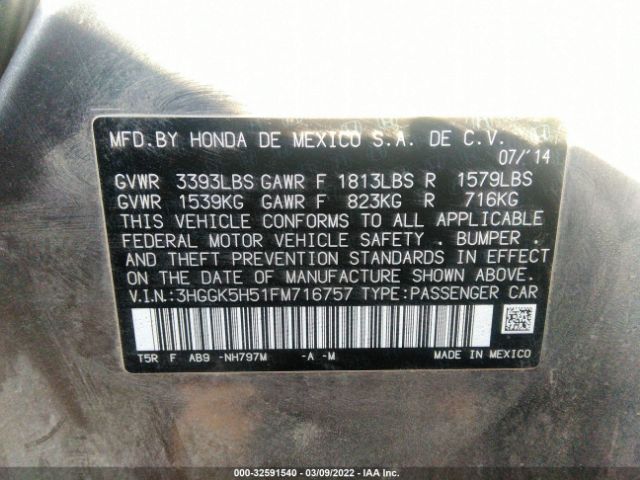 MFD.BY HONDA DE MEXICO S.A. DE C.V.
07/'14
GVWR 3393LBS GAWR F 1813LBS R 1579LBS
GVWR 1539KG GAWR F 823KG R 716KG
THIS VEHICLE CONFORMS TO ALL APPLICABLE
FEDERAL MOTOR VEHICLE SAFETY . BUMPER .
AND THEFT PREVENTION STANDARDS IN EFFECT
ON THE DATE OF MANUFACTURE SHOWN ABOVE.
V.I.N.:3HGGK5H51FM716757 TYPE:PASSENGER CAR
T5R F AB9 -NH797M -A -M MADE IN MEXICO
000-32591540 - 03/09/2022 - IAA Inc.